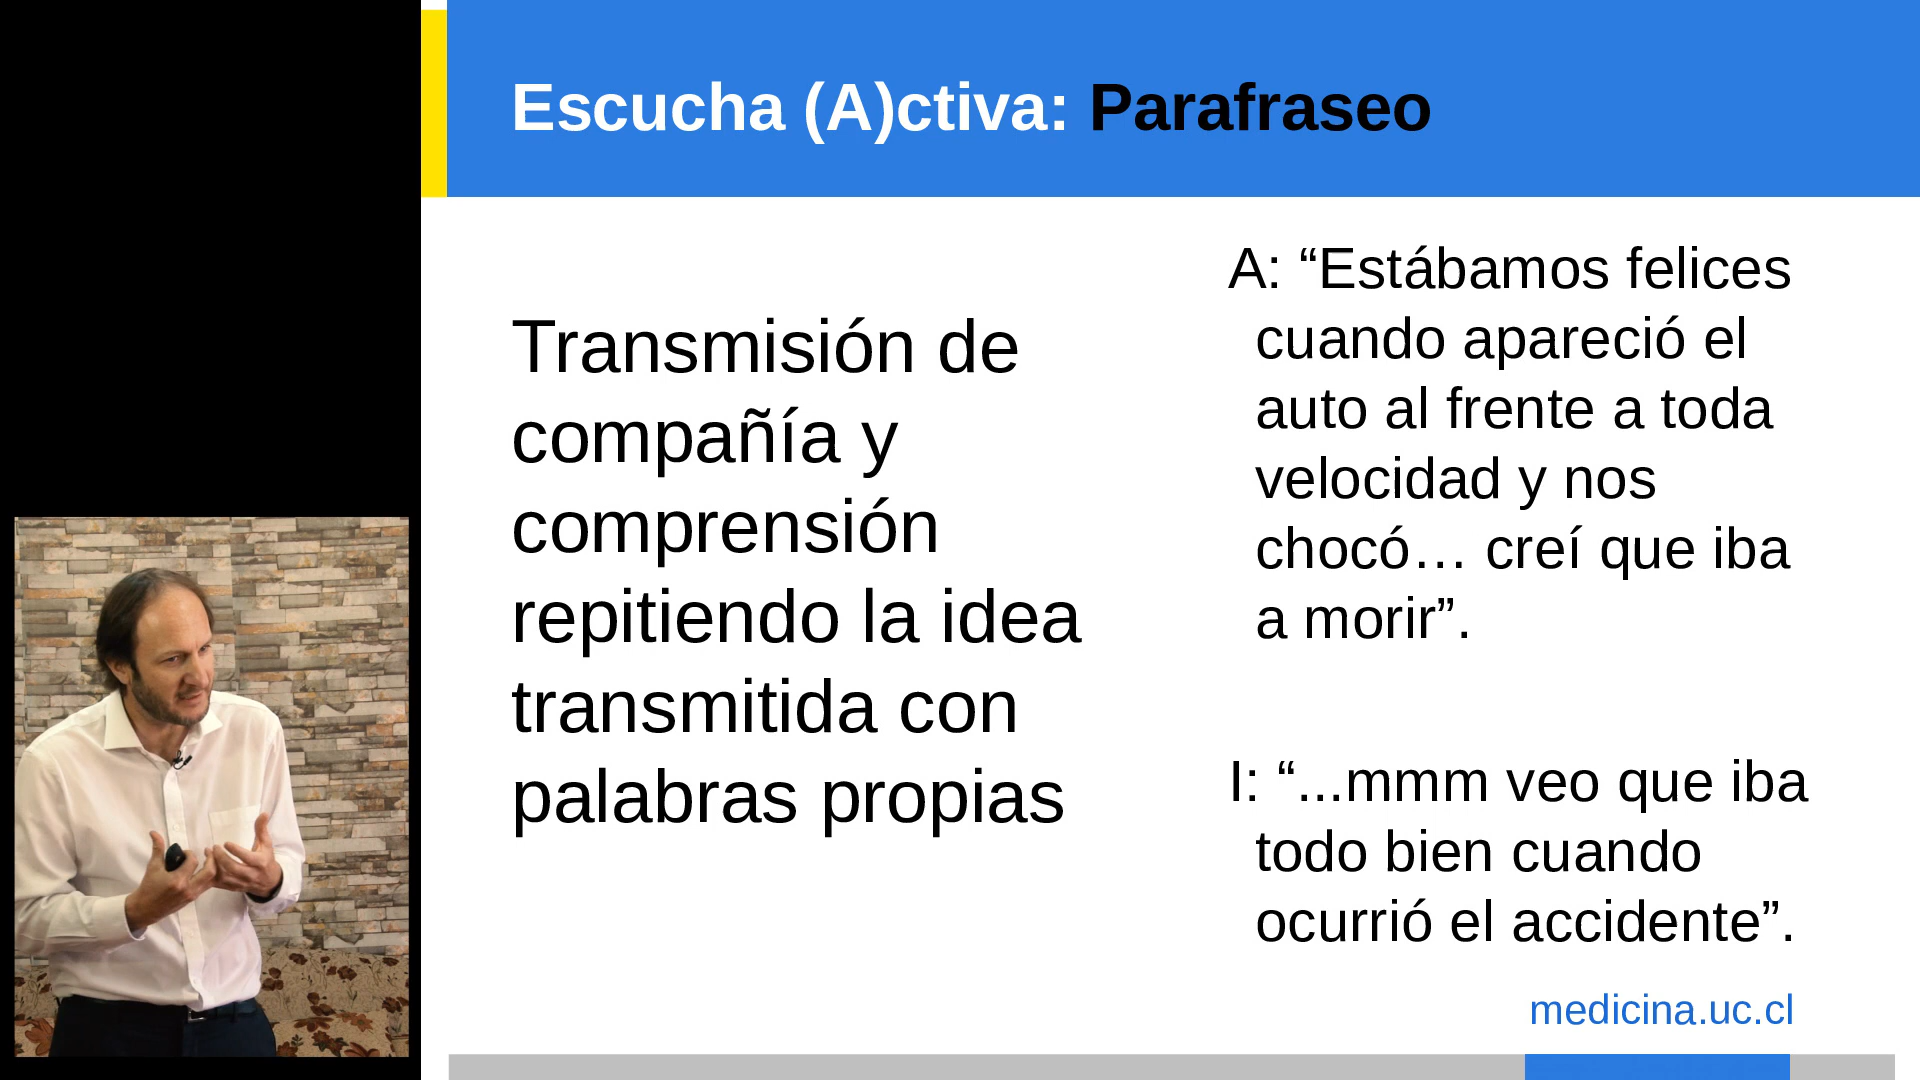 Escucha (A)ctiva: Parafraseo
Transmisión de
compañía y
comprensión
repitiendo la idea
transmitida con
palabras propias
A: “Estábamos felices
cuando apareció el
auto al frente a toda
velocidad y nos
chocó… creí que iba
a morir”.
I: “...mmm veo que iba
todo bien cuando
ocurrió el accidente”.
medicina.uc.cl